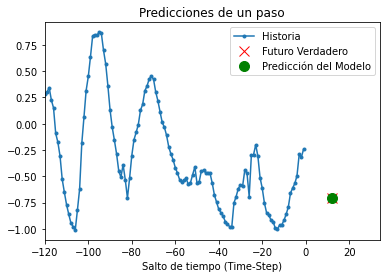 Predicciones de un paso
Historia
Futuro Verdadero
Predicción del Modelo
0.75
0.50
0.25
0.00
−0.25
−0.50
−0.75
−1.00
−120 −100 −80 −60 −40 −20 0 20
Salto de tiempo (Time-Step)